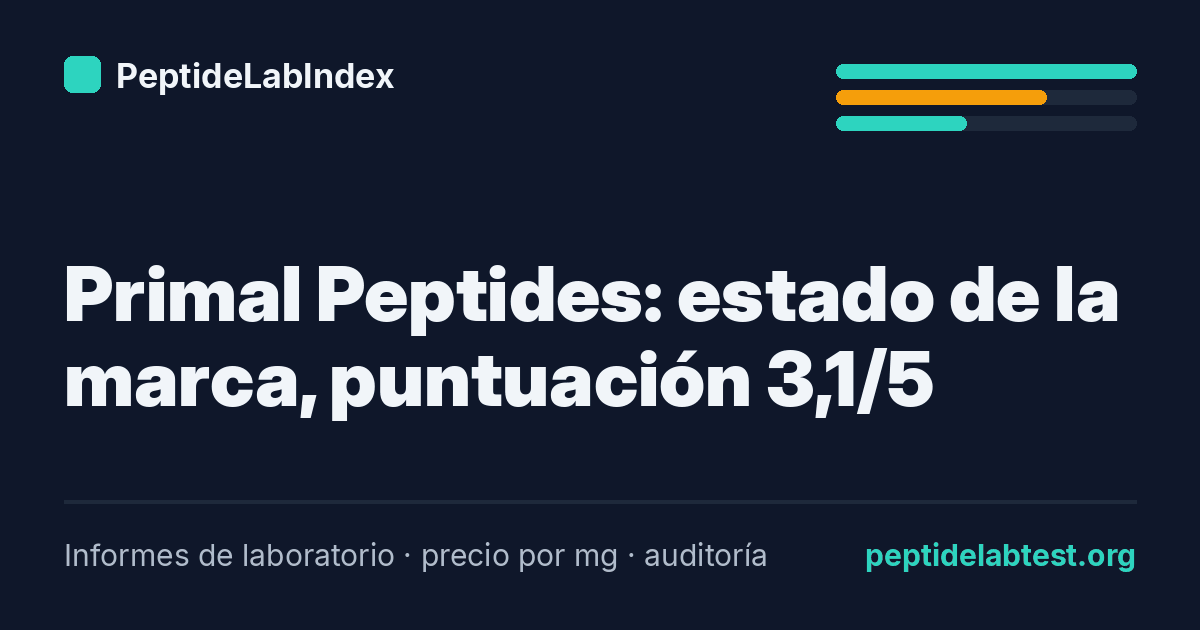 PeptideLabIndex
Primal Peptides: estado de la
marca, puntuación 3,1/5
Informes de laboratorio · precio por mg · auditoría
peptidelabtest.org